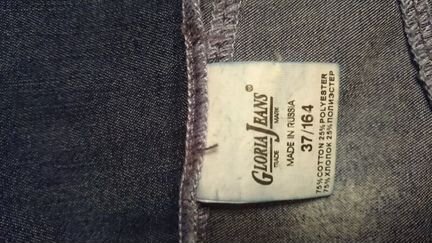 GLORIA JEANS®
TRADE MARK
MADE IN RUSSIA
37/164
75%COTTON 25%POLYESTER
75%ХЛОПОК 25%ПОЛИЭСТЕР